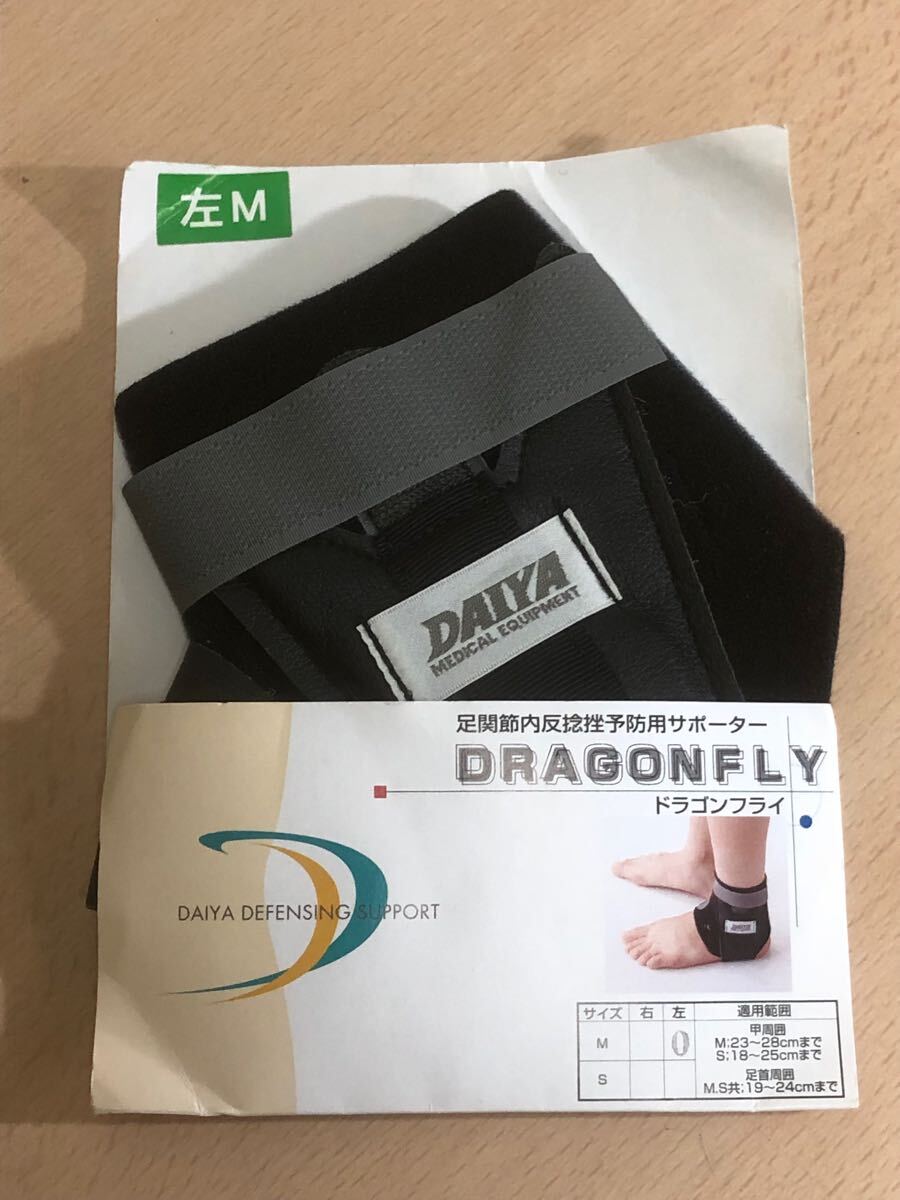 左M
DAIYA
MEDICAL EQUIPMENT
足関節内反捻挫予防用サポーター
DRAGONFLY
ドラゴンフライ
DAIYA DEFENSING SUPPORT
DAIYA
サイズ 右 左 適用範囲
M 0 甲周囲
M:23〜28cmまで
S:18〜25cmまで
S 足首周囲
M.S共:19〜24cmまで